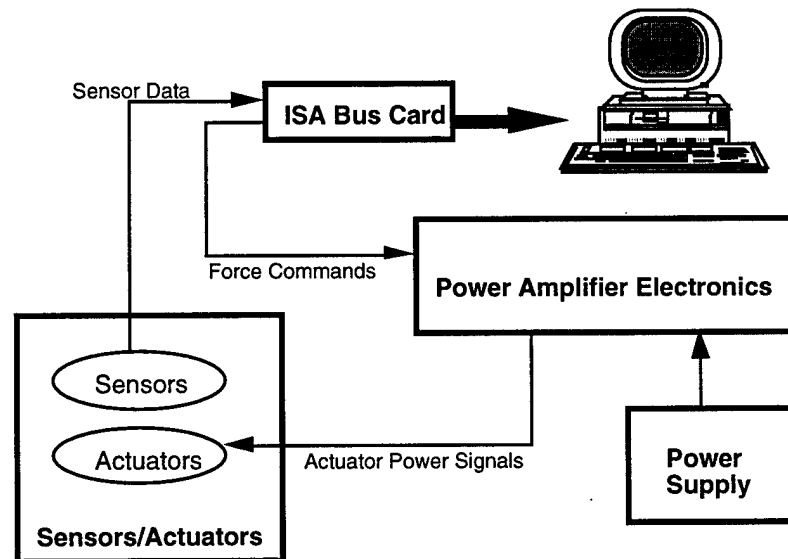 Sensor Data
ISA Bus Card
Force Commands
Power Amplifier Electronics
Sensors
Actuators
Actuator Power Signals
Power
Supply
Sensors/Actuators